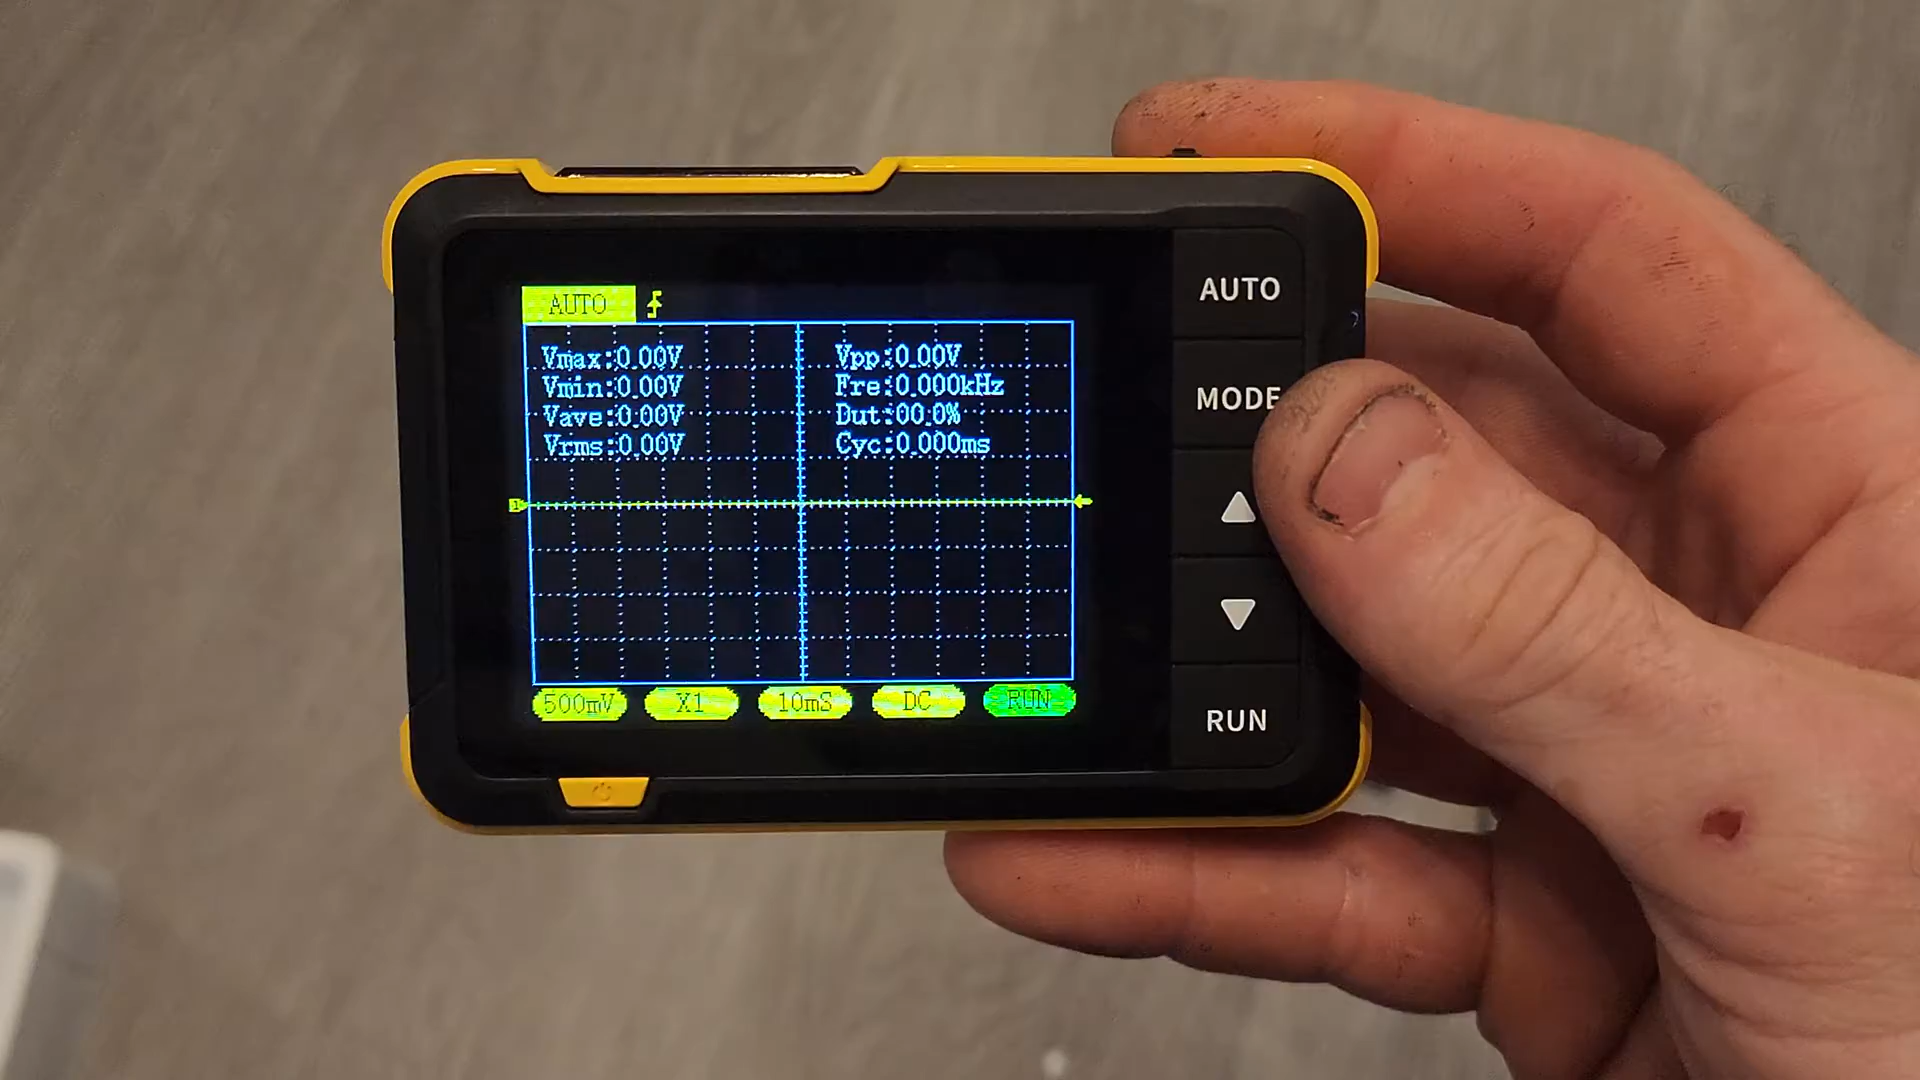 AUTO
Vmax:0.00V Vpp:0.00V
Vmin:0.00V Fre:0.000kHz
Vave:0.00V Dut:00.0%
Vrms:0.00V Cyc:0.000ms
1
500mV X1 10mS DC RUN
AUTO
MODE
RUN